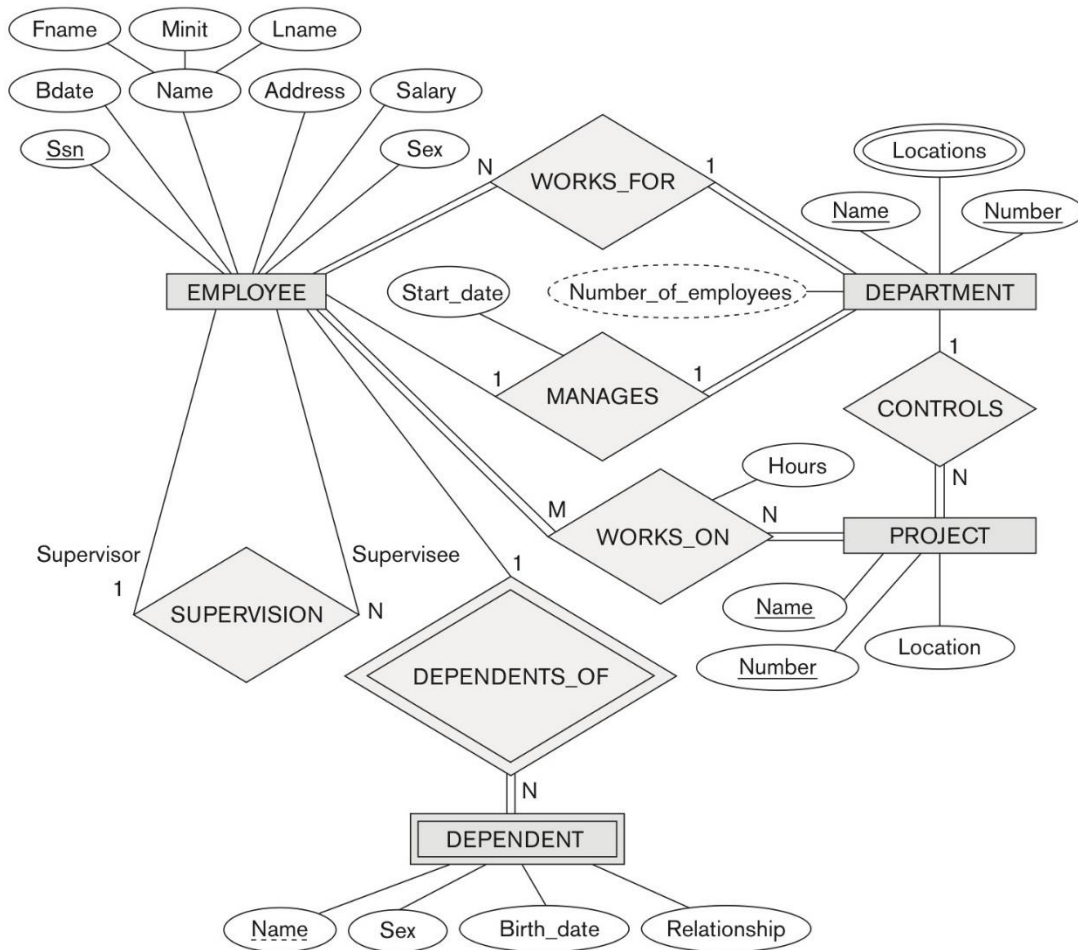 Fname
Minit
Lname
Bdate
Name
Address
Salary
Ssn
Sex
N
WORKS_FOR
1
Locations
Name
Number
EMPLOYEE
Start_date
Number_of_employees
DEPARTMENT
1
MANAGES
1
1
CONTROLS
Hours
N
M
WORKS_ON
N
PROJECT
Supervisor
1
Supervisee
N
SUPERVISION
1
Name
Number
Location
DEPENDENTS_OF
N
DEPENDENT
Name
Sex
Birth_date
Relationship